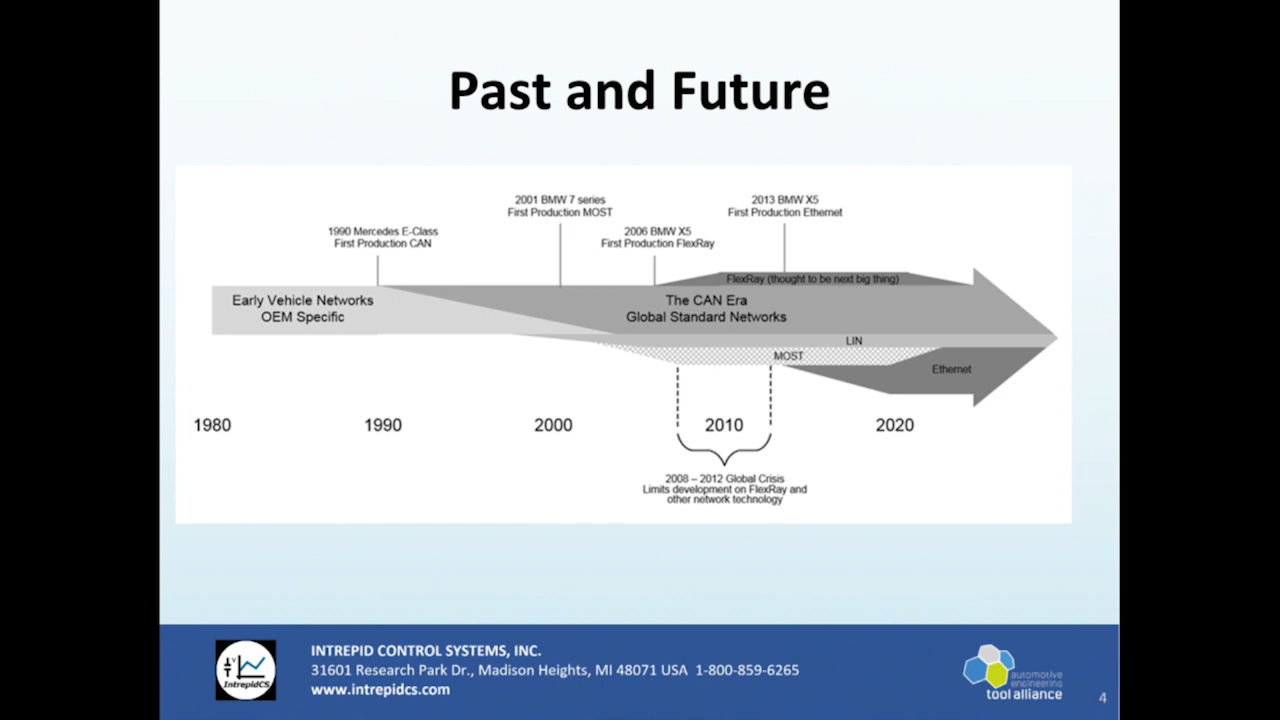 Past and Future
2001 BMW 7 series
First Production MOST
2013 BMW X5
First Production Ethernet
1990 Mercedes E-Class
First Production CAN
2006 BMW X5
First Production FlexRay
FlexRay (thought to be next big thing)
Early Vehicle Networks
OEM Specific
The CAN Era
Global Standard Networks
LIN
MOST
Ethernet
1980
1990
2000
2010
2020
2008 – 2012 Global Crisis
Limits development on FlexRay and
other network technology
IntrepidCS
INTREPID CONTROL SYSTEMS, INC.
31601 Research Park Dr., Madison Heights, MI 48071 USA 1-800-859-6265
www.intrepidcs.com
automotive
engineering
tool alliance
4